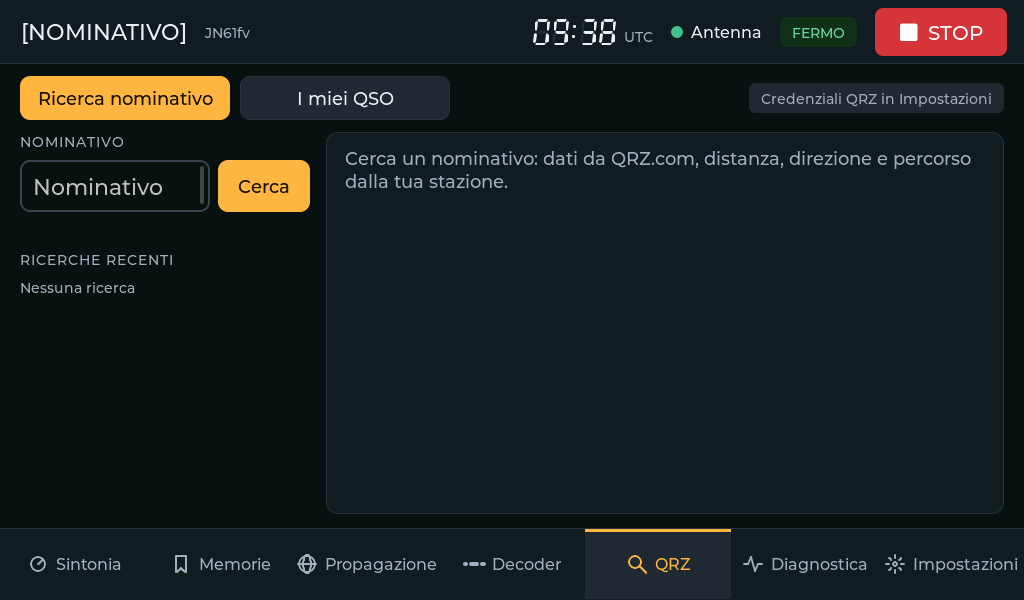 [NOMINATIVO] JN61fv 09:38 UTC Antenna FERMO STOP
Ricerca nominativo I miei QSO Credenziali QRZ in Impostazioni
NOMINATIVO
Nominativo Cerca
RICERCHE RECENTI
Nessuna ricerca
Cerca un nominativo: dati da QRZ.com, distanza, direzione e percorso
dalla tua stazione.
Sintonia Memorie Propagazione Decoder QRZ Diagnostica Impostazioni